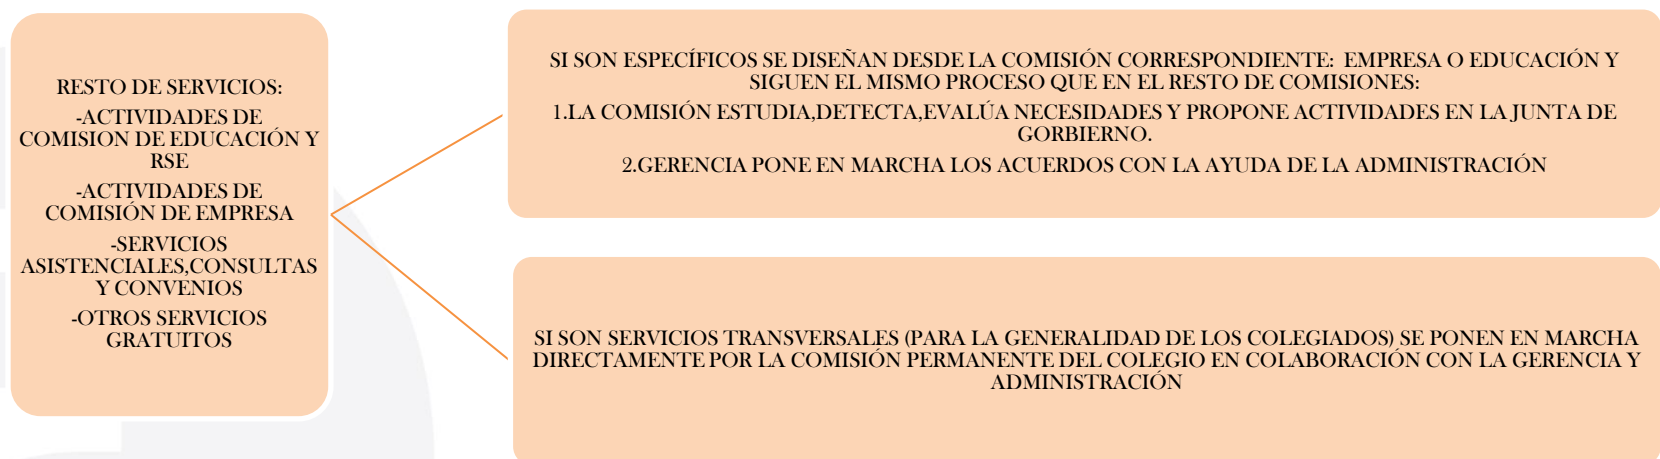 RESTO DE SERVICIOS:
-ACTIVIDADES DE
COMISION DE EDUCACIÓN Y
RSE
-ACTIVIDADES DE
COMISIÓN DE EMPRESA
-SERVICIOS
ASISTENCIALES,CONSULTAS
Y CONVENIOS
-OTROS SERVICIOS
GRATUITOS
SI SON ESPECÍFICOS SE DISEÑAN DESDE LA COMISIÓN CORRESPONDIENTE: EMPRESA O EDUCACIÓN Y
SIGUEN EL MISMO PROCESO QUE EN EL RESTO DE COMISIONES:
1.LA COMISIÓN ESTUDIA,DETECTA,EVALÚA NECESIDADES Y PROPONE ACTIVIDADES EN LA JUNTA DE
GORBIERNO.
2.GERENCIA PONE EN MARCHA LOS ACUERDOS CON LA AYUDA DE LA ADMINISTRACIÓN
SI SON SERVICIOS TRANSVERSALES (PARA LA GENERALIDAD DE LOS COLEGIADOS) SE PONEN EN MARCHA
DIRECTAMENTE POR LA COMISIÓN PERMANENTE DEL COLEGIO EN COLABORACIÓN CON LA GERENCIA Y
ADMINISTRACIÓN